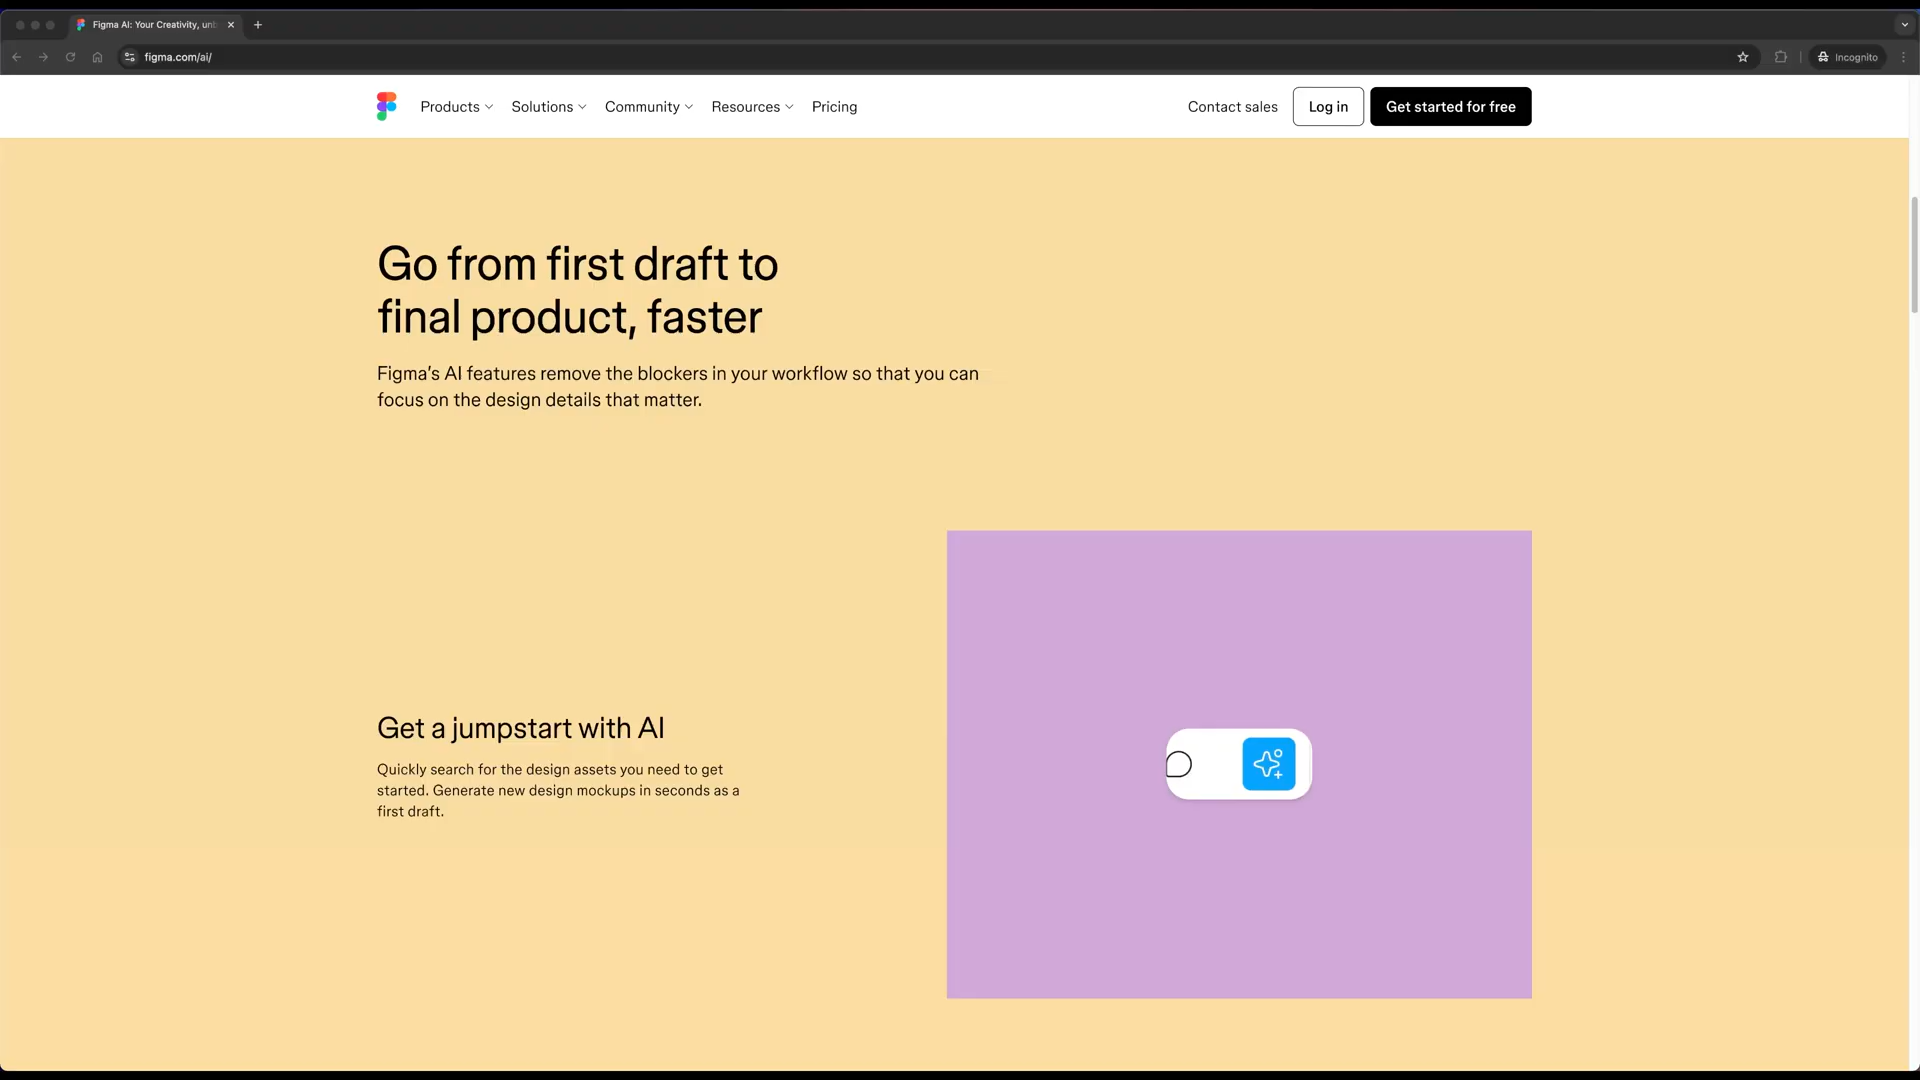 Figma AI: Your Creativity, unb
figma.com/ai/
Incognito
Products
Solutions
Community
Resources
Pricing
Contact sales
Log in
Get started for free
Go from first draft to
final product, faster
Figma’s AI features remove the blockers in your workflow so that you can
focus on the design details that matter.
Get a jumpstart with AI
Quickly search for the design assets you need to get
started. Generate new design mockups in seconds as a
first draft.